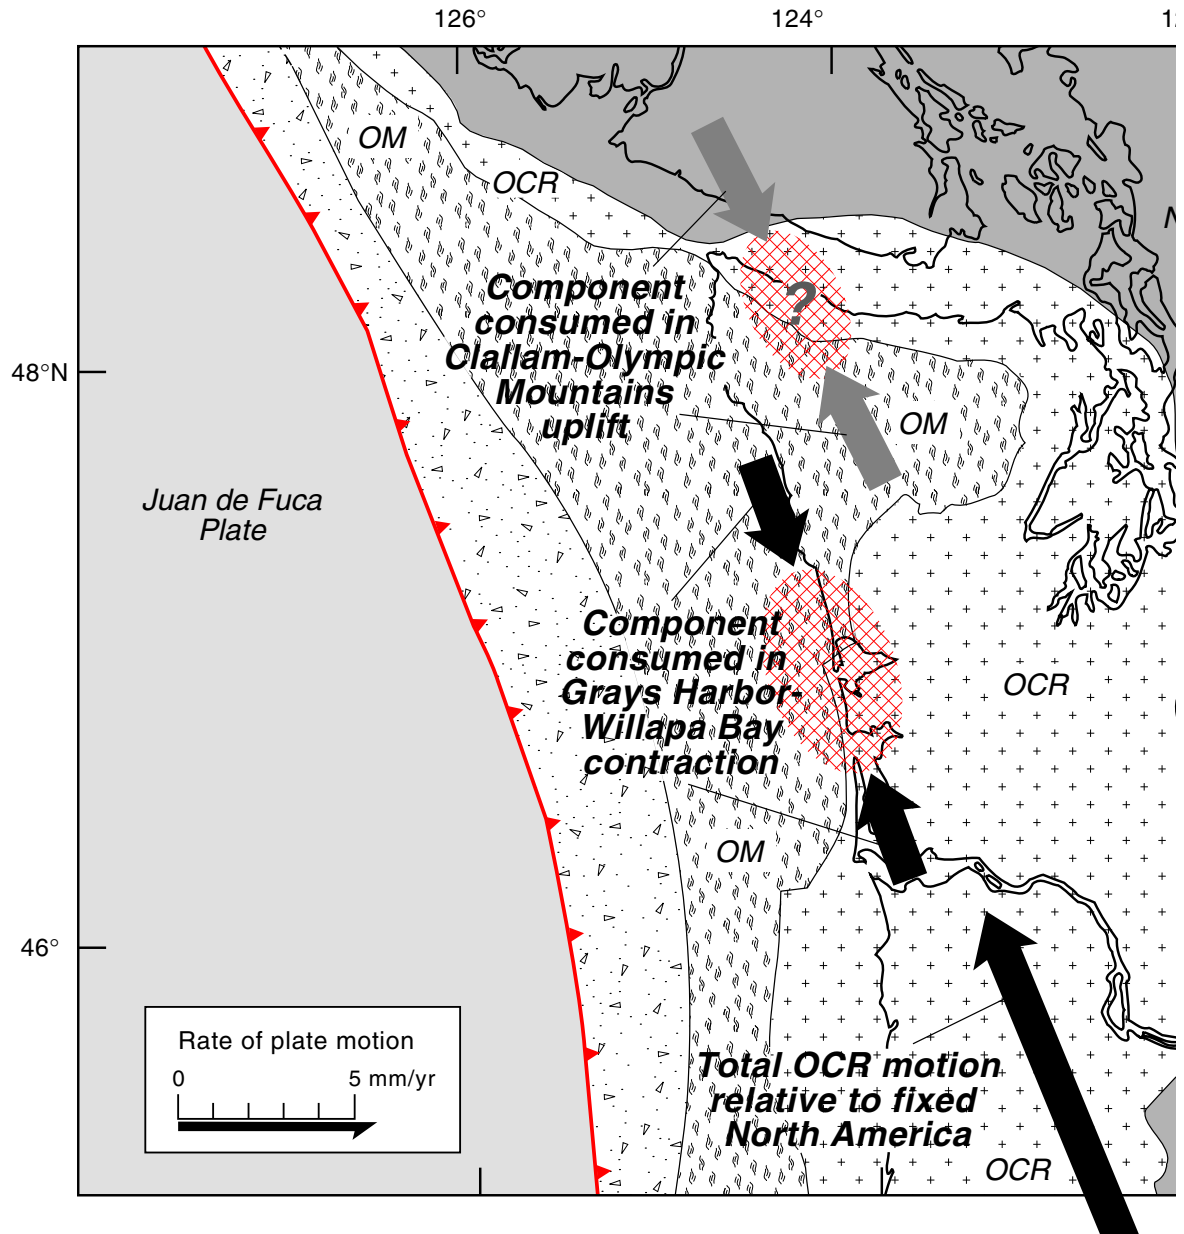 126°
124°
OM
OCR
Component
consumed in
Clallam-Olympic
Mountains
uplift
?
48°N
OM
Juan de Fuca
Plate
Component
consumed in
Grays Harbor-
Willapa Bay
contraction
OCR
OM
46°
Rate of plate motion
0
5 mm/yr
Total OCR motion
relative to fixed
North America
OCR